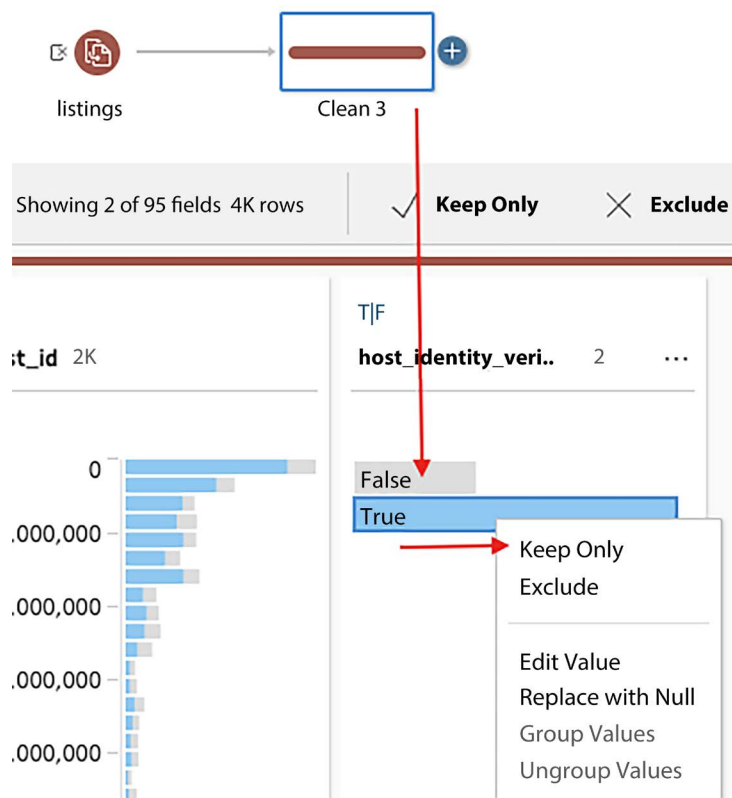 listings
Clean 3
Showing 2 of 95 fields 4K rows
Keep Only
Exclude
st_id 2K
T|F
host_identity_veri.. 2 ...
0
.000,000
.000,000
.000,000
.000,000
False
True
Keep Only
Exclude
Edit Value
Replace with Null
Group Values
Ungroup Values